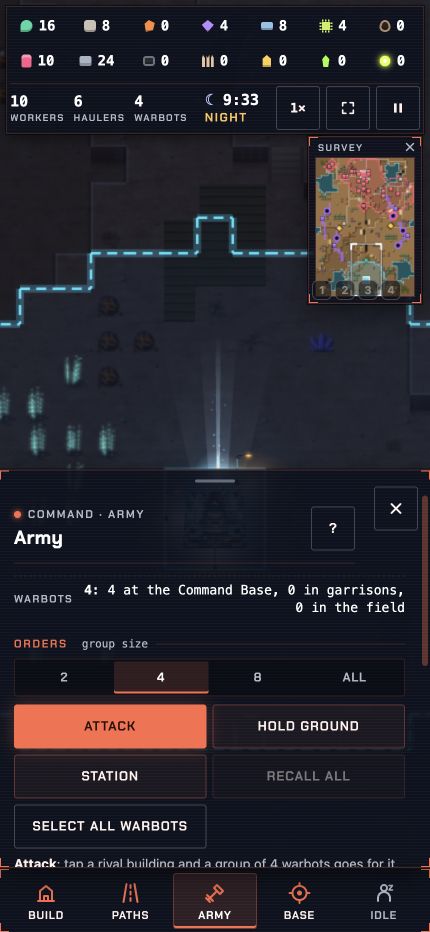 16 8 0 4 8 4 0
10 24 0 0 0 0 0
10 6 4 9:33 1×
WORKERS HAULERS WARBOTS NIGHT
SURVEY
1 2 3 4
COMMAND · ARMY
Army
?
WARBOTS 4: 4 at the Command Base, 0 in garrisons,
0 in the field
ORDERS group size
2 4 8 ALL
ATTACK HOLD GROUND
STATION RECALL ALL
SELECT ALL WARBOTS
Attack: tap a rival building and a group of 4 warbots goes for it
BUILD PATHS ARMY BASE IDLE